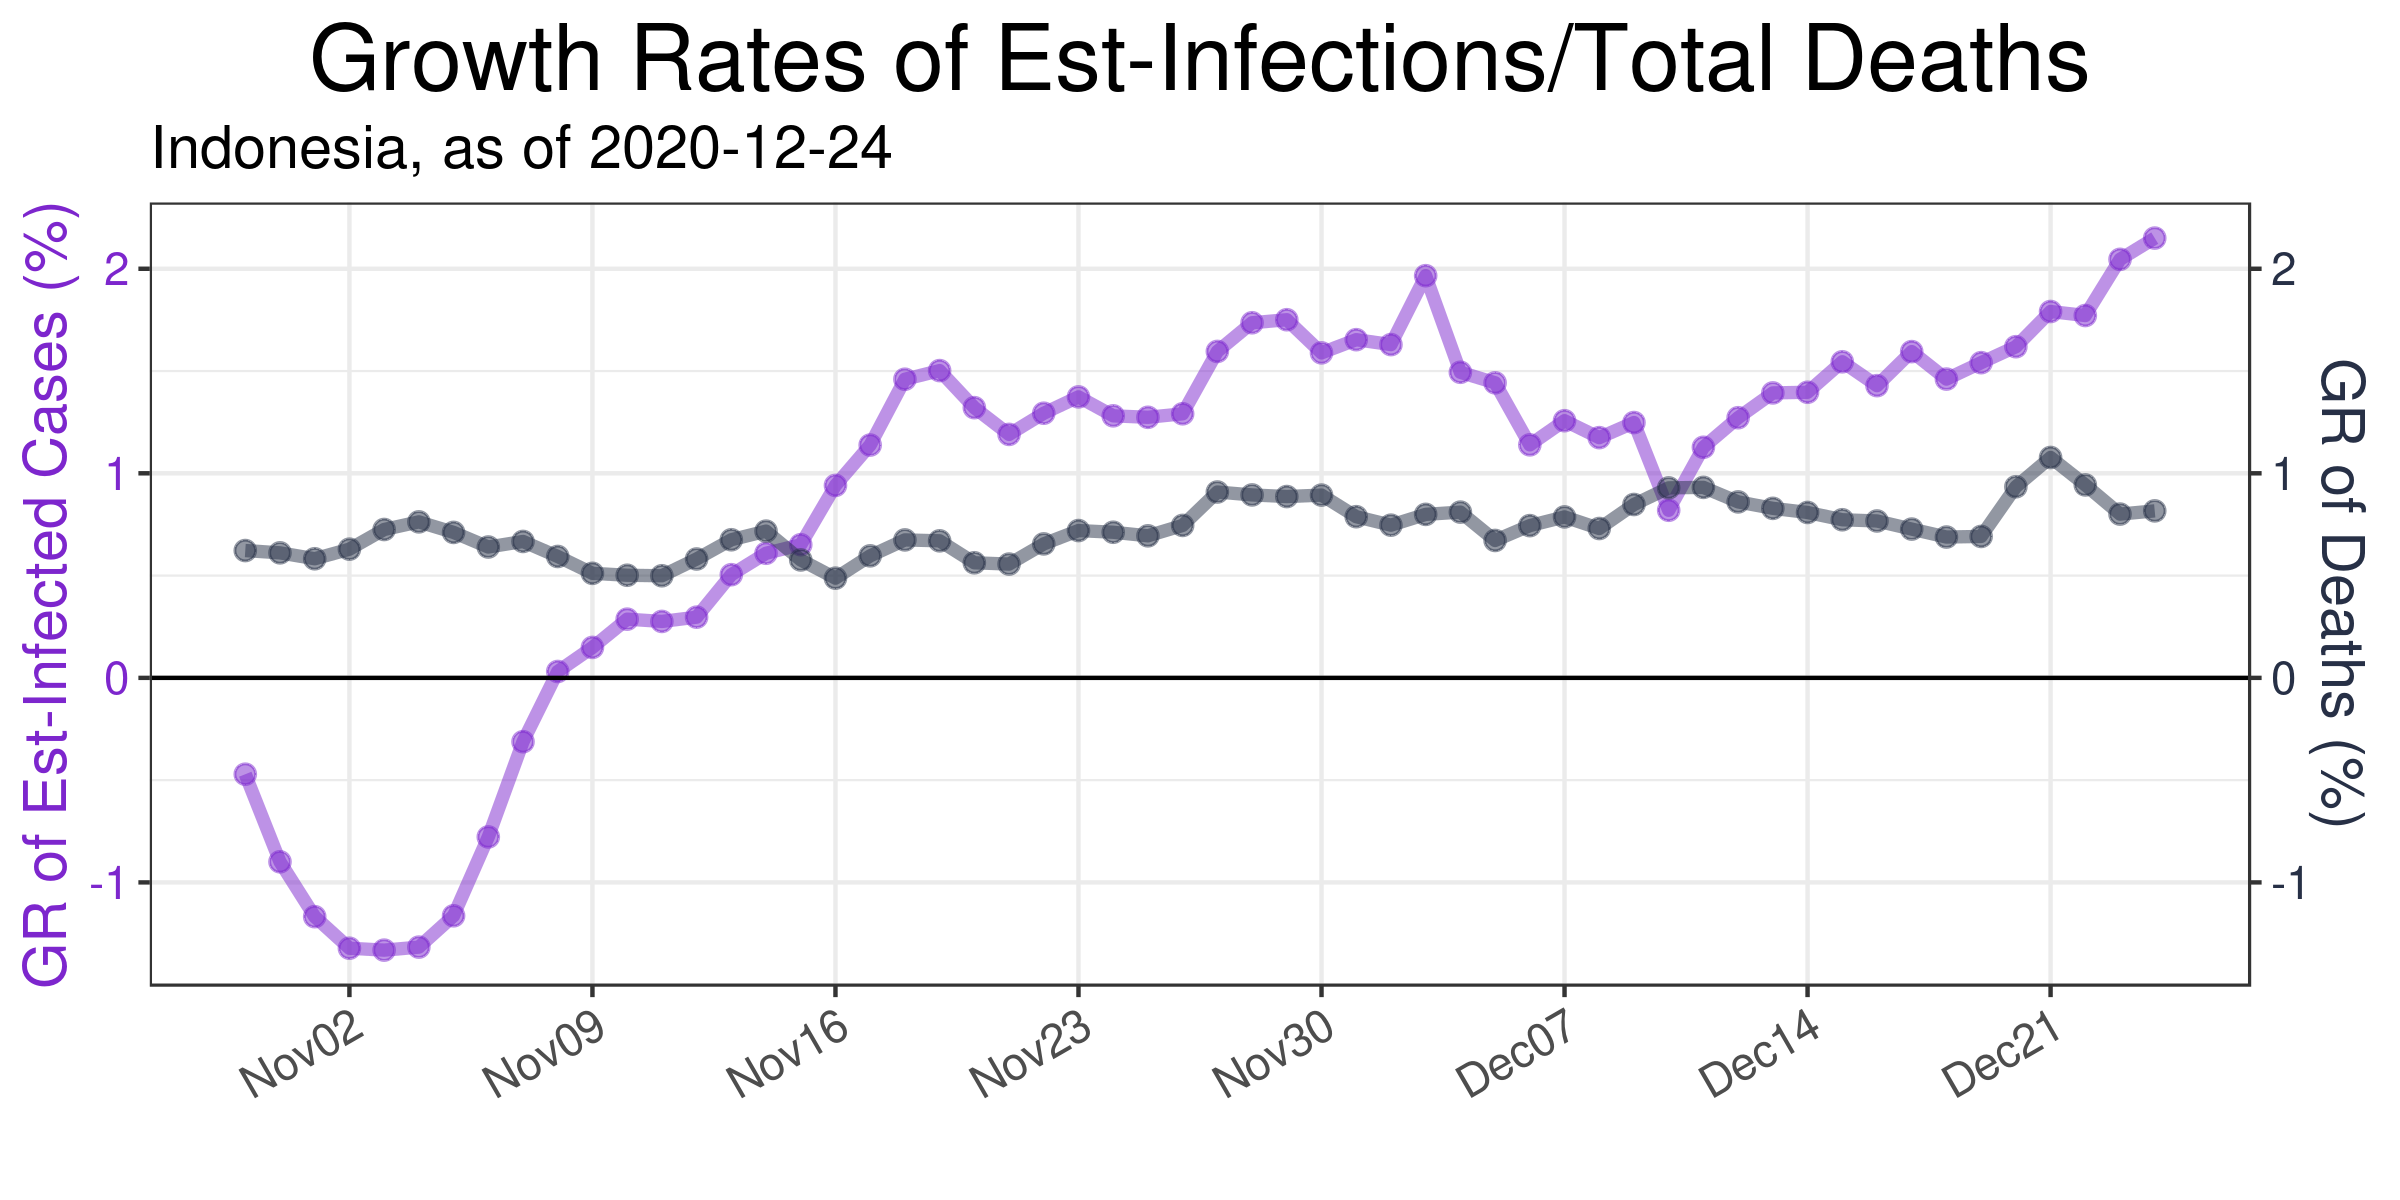 Growth Rates of Est-Infections/Total Deaths
Indonesia, as of 2020-12-24
GR of Est-Infected Cases (%)
2
1
0
-1
2
1
0
-1
GR of Deaths (%)
Nov02
Nov09
Nov16
Nov23
Nov30
Dec07
Dec14
Dec21